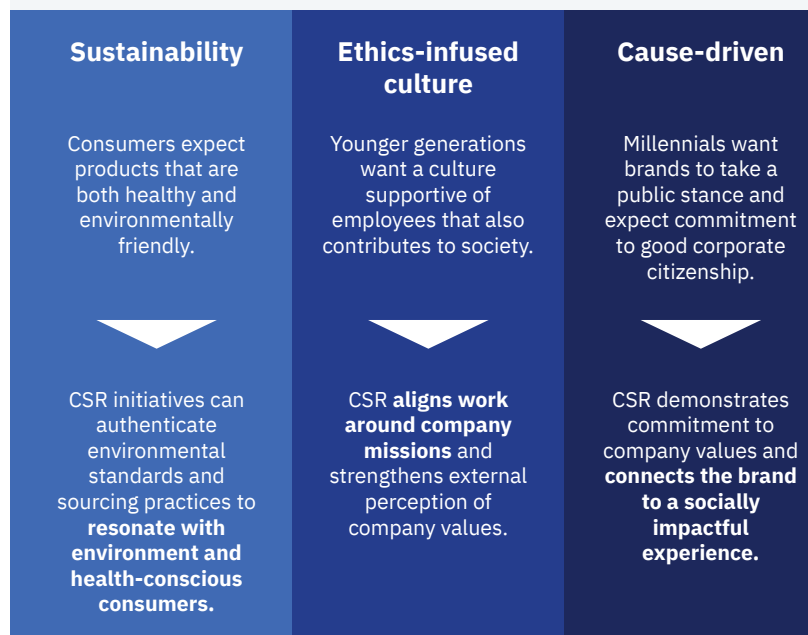 Sustainability
Consumers expect
products that are
both healthy and
environmentally
friendly.
CSR initiatives can
authenticate
environmental
standards and
sourcing practices to
resonate with
environment and
health-conscious
consumers.
Ethics-infused
culture
Younger generations
want a culture
supportive of
employees that also
contributes to society.
CSR aligns work
around company
missions and
strengthens external
perception of
company values.
Cause-driven
Millennials want
brands to take a
public stance and
expect commitment
to good corporate
citizenship.
CSR demonstrates
commitment to
company values and
connects the brand
to a socially
impactful
experience.